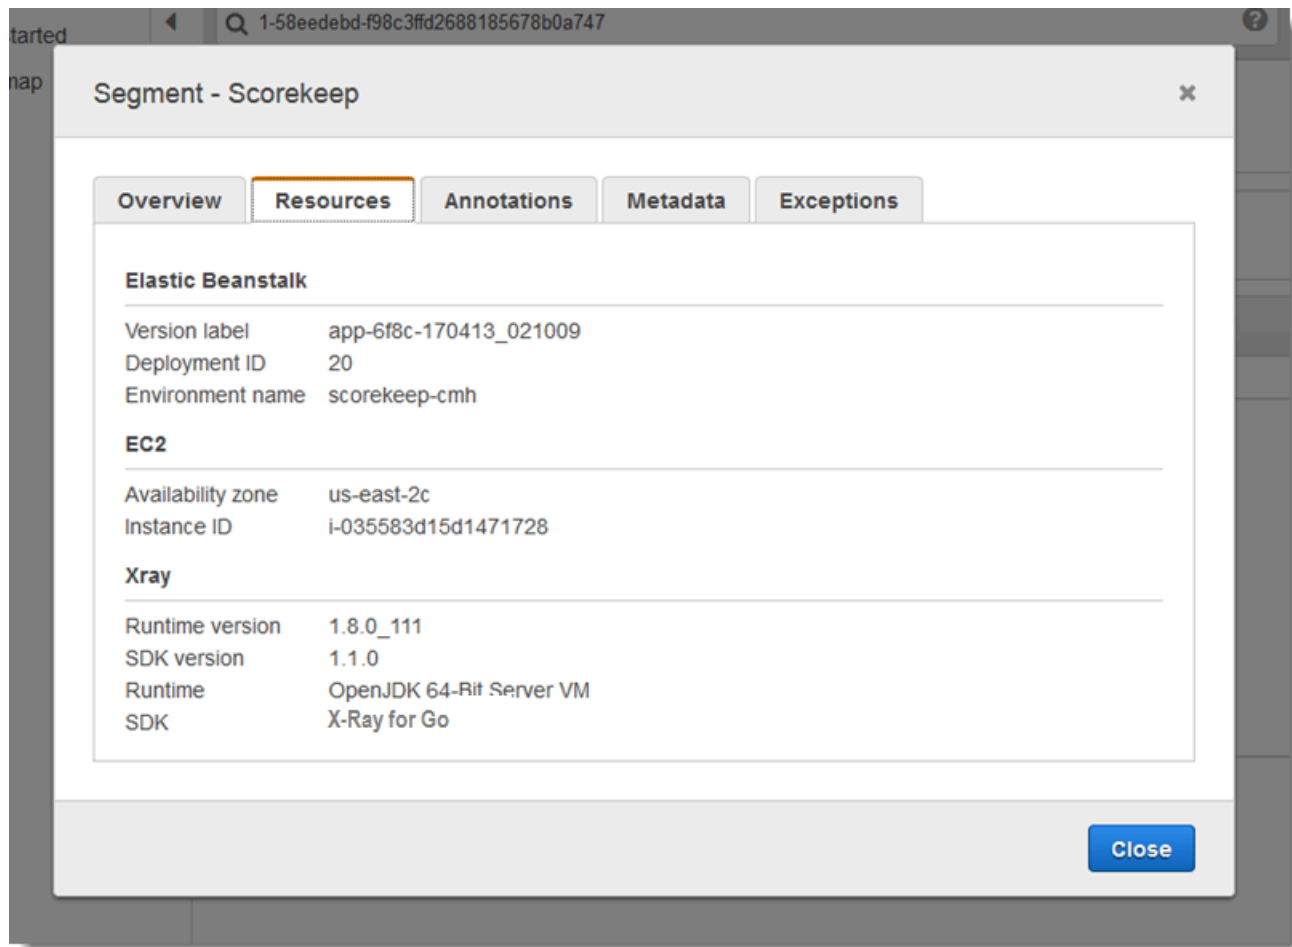 tarted
1-58eedebd-f98c3ffd2688185678b0a747
map
Segment - Scorekeep
Overview Resources Annotations Metadata Exceptions
Elastic Beanstalk
Version label app-6f8c-170413_021009
Deployment ID 20
Environment name scorekeep-cmh
EC2
Availability zone us-east-2c
Instance ID i-035583d15d1471728
Xray
Runtime version 1.8.0_111
SDK version 1.1.0
Runtime OpenJDK 64-Bit Server VM
SDK X-Ray for Go
Close